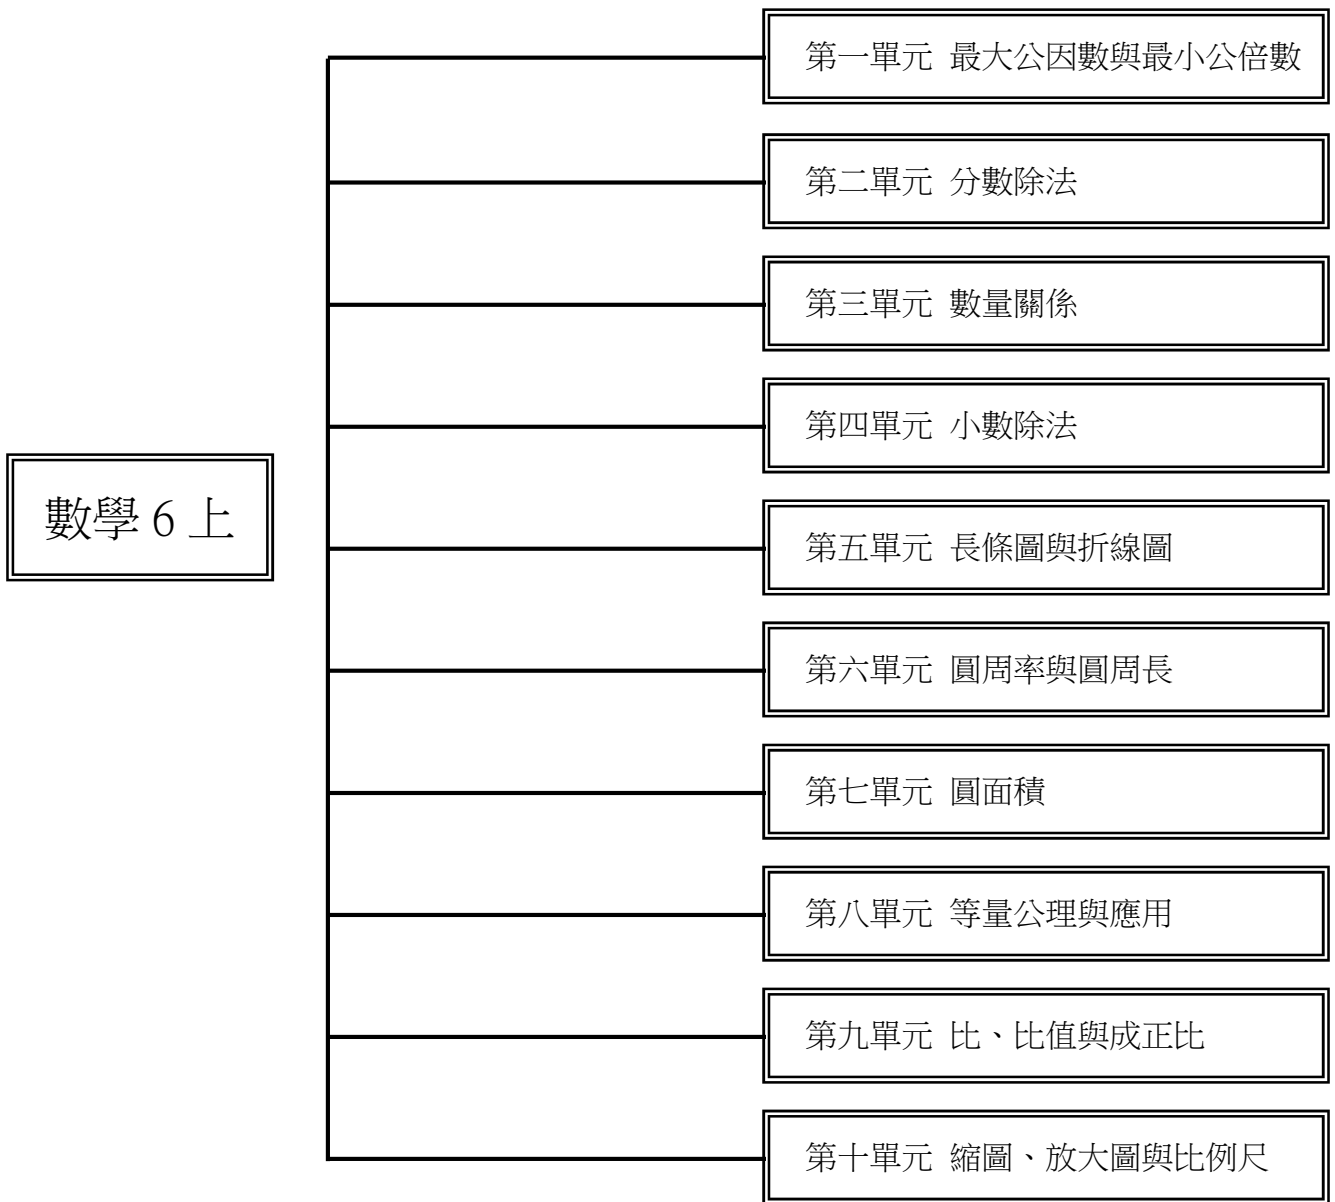 第一單元 最大公因數與最小公倍數
第二單元 分數除法
第三單元 數量關係
第四單元 小數除法
數學 6 上
第五單元 長條圖與折線圖
第六單元 圓周率與圓周長
第七單元 圓面積
第八單元 等量公理與應用
第九單元 比、比值與成正比
第十單元 縮圖、放大圖與比例尺